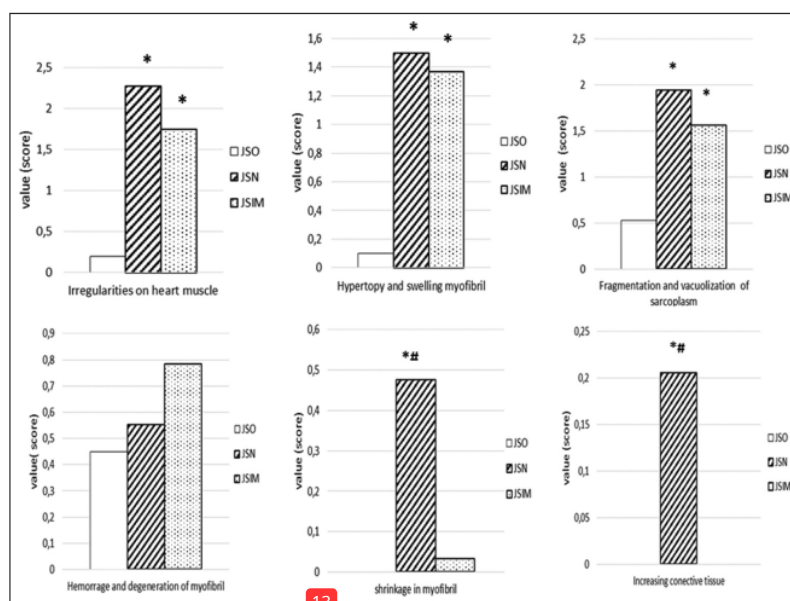 *
*
2,5
2
1,5
1
0,5
0
value (score)
JSO
JSN
JSIM
Irregularities on heart muscle
*
*
1,6
1,4
1,2
1
0,8
0,6
0,4
0,2
0
value (score)
JSO
JSN
JSIM
Hypertopy and swelling myofibril
*
*
2,5
2
1,5
1
0,5
0
value (score)
JSO
JSN
JSIM
Fragmentation and vacuolization of
sarcoplasm
0,9
0,8
0,7
0,6
0,5
0,4
0,3
0,2
0,1
0
value( score)
JSO
JSN
JSIM
Hemorrage and degeneration of myofibril
*#
0,6
0,5
0,4
0,3
0,2
0,1
0
value (score)
JSO
JSN
JSIM
shrinkage in myofibril
*#
0,25
0,2
0,15
0,1
0,05
0
value (score)
JSO
JSN
JSIM
Increasing conective tissue